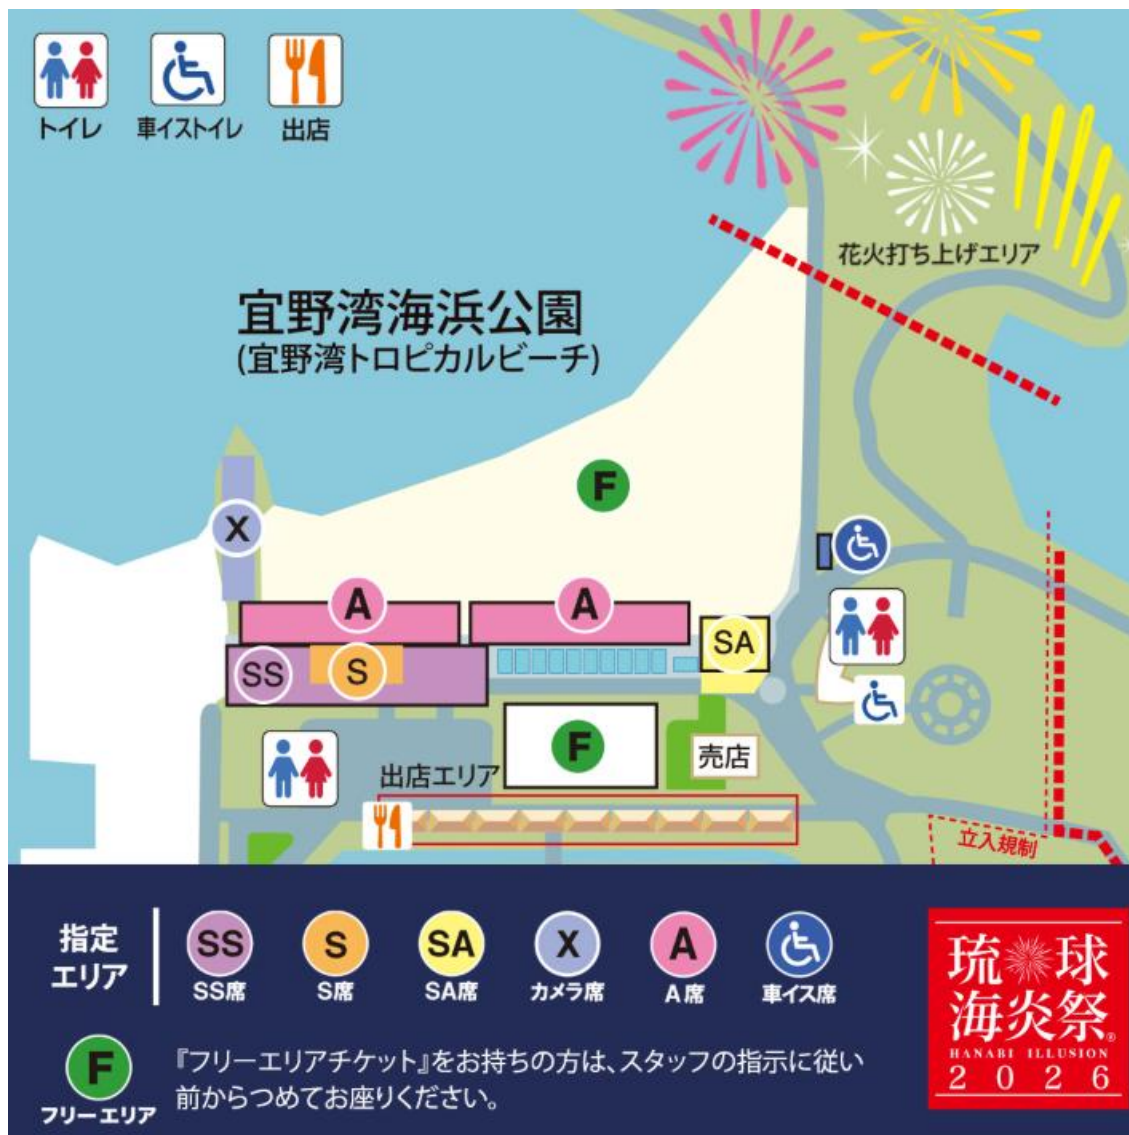 トイレ
車イストイレ
出店
花火打ち上げエリア
宜野湾海浜公園
(宜野湾トロピカルビーチ)
F
X
A
A
SA
SS
S
F
売店
出店エリア
立入規制
指定
エリア
SS
S
SA
X
A
SS席
S席
SA席
カメラ席
A席
車イス席
F
フリーエリア
『フリーエリアチケット』をお持ちの方は、スタッフの指示に従い
前からつめてお座りください。
琉球
海炎祭®
HANABI ILLUSION
2026